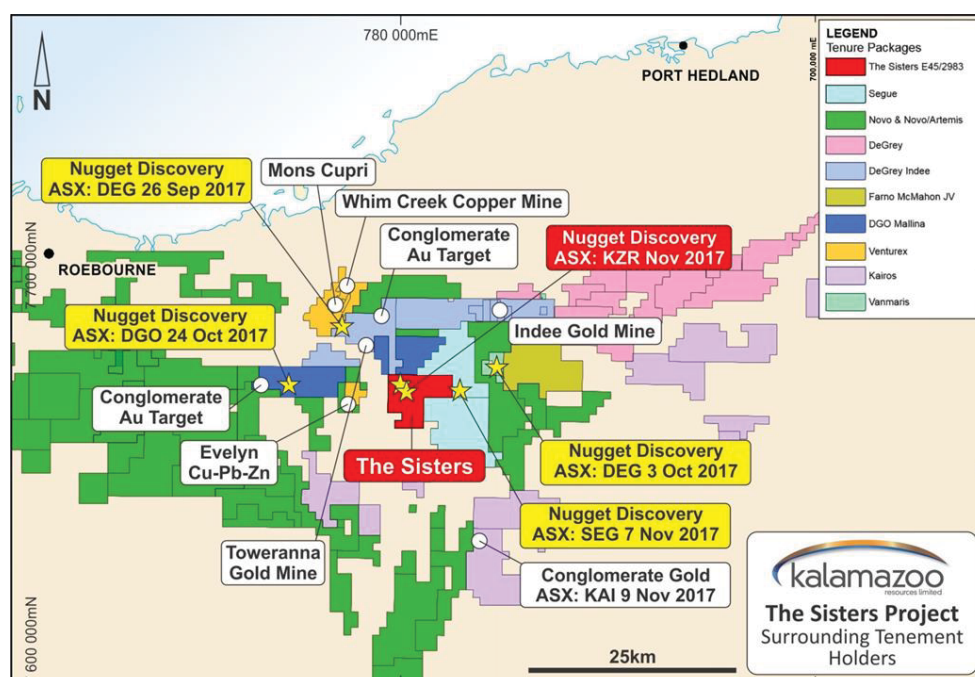 780 000mE
700,000 mE
N
PORT HEDLAND
LEGEND
Tenure Packages
The Sisters E45/2983
Segue
Novo & Novo/Artemis
DeGrey
DeGrey Indee
Farno McMahon JV
DGO Mallina
Venturex
Kairos
Vanmaris
Nugget Discovery
ASX: DEG 26 Sep 2017
Mons Cupri
Whim Creek Copper Mine
Conglomerate
Au Target
Nugget Discovery
ASX: KZR Nov 2017
7 700 000mN
ROEBOURNE
Nugget Discovery
ASX: DGO 24 Oct 2017
Indee Gold Mine
Conglomerate
Au Target
Evelyn
Cu-Pb-Zn
The Sisters
Nugget Discovery
ASX: DEG 3 Oct 2017
Nugget Discovery
ASX: SEG 7 Nov 2017
Toweranna
Gold Mine
Conglomerate Gold
ASX: KAI 9 Nov 2017
600 000mN
25km
kalamazoo
resources limited
The Sisters Project
Surrounding Tenement
Holders